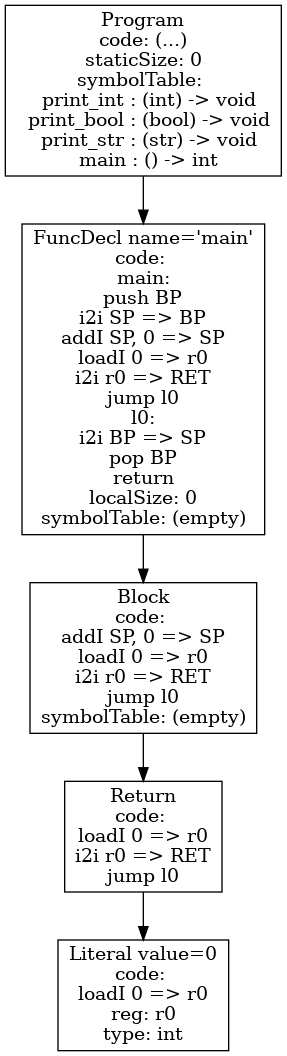 Program
code: (...)
staticSize: 0
symbolTable:
print_int : (int) -> void
print_bool : (bool) -> void
print_str : (str) -> void
main : () -> int
FuncDecl name='main'
code:
main:
push BP
i2i SP => BP
addI SP, 0 => SP
loadI 0 => r0
i2i r0 => RET
jump l0
l0:
i2i BP => SP
pop BP
return
localSize: 0
symbolTable: (empty)
Block
code:
addI SP, 0 => SP
loadI 0 => r0
i2i r0 => RET
jump l0
symbolTable: (empty)
Return
code:
loadI 0 => r0
i2i r0 => RET
jump l0
Literal value=0
code:
loadI 0 => r0
reg: r0
type: int